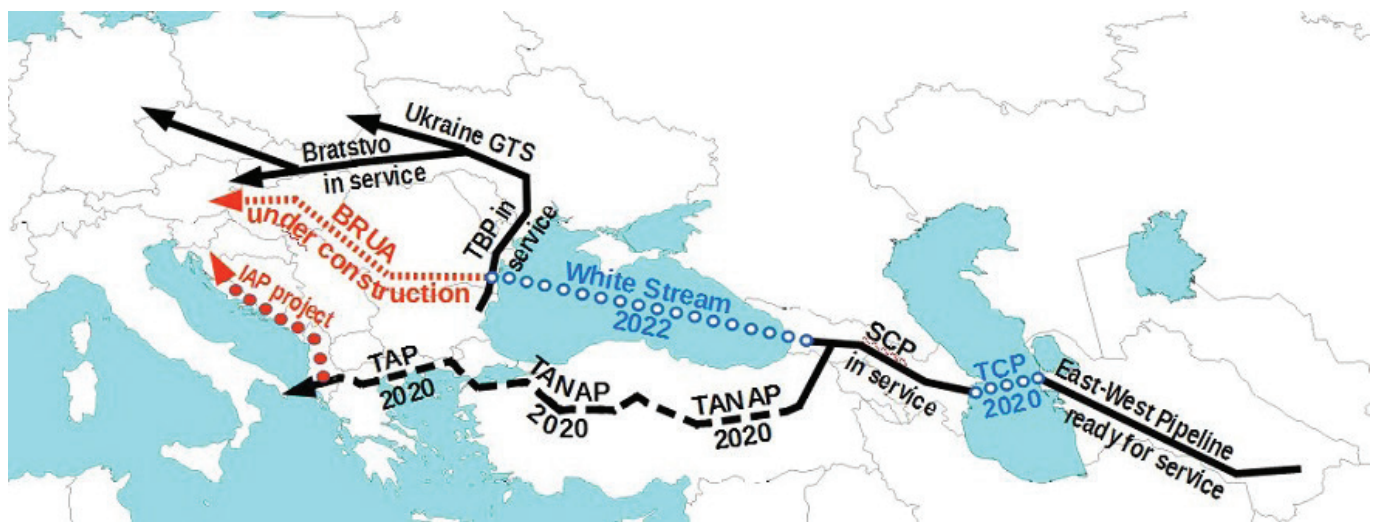 Ukraine GTS
Bratstvo
in service
TBP in
service
BRUA
under construction
IAP project
White Stream
2022
SCP
in service
TCP
2020
East-West Pipeline
ready for service
TAP
2020
TANAP
2020
TANAP
2020